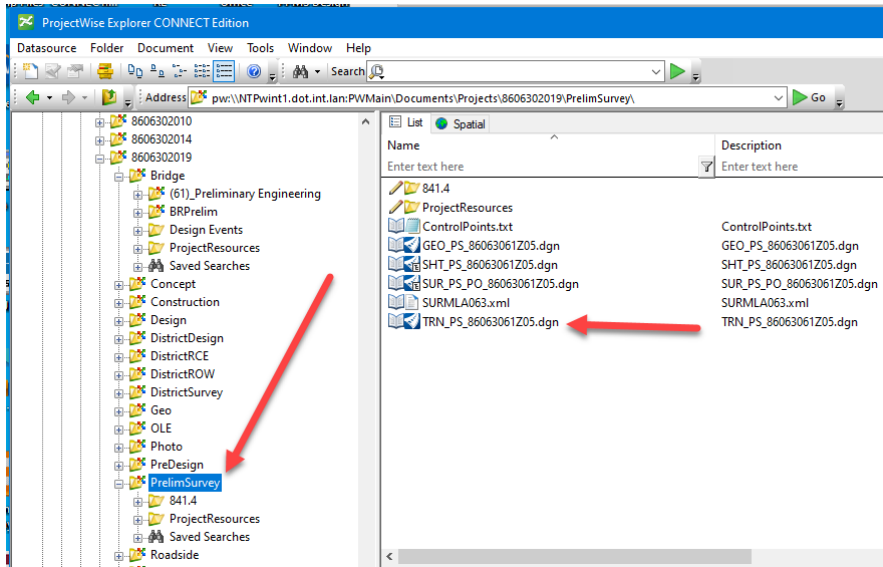 ProjectWise Explorer CONNECT Edition
Datasource Folder Document View Tools Window Help
Search
Address pw:\\NTPwint1.dot.int.lan:PWMain\Documents\Projects\8606302019\PrelimSurvey\ Go
8606302010
8606302014
8606302019
Bridge
(61)_Preliminary Engineering
BRPrelim
Design Events
ProjectResources
Saved Searches
Concept
Construction
Design
DistrictDesign
DistrictRCE
DistrictROW
DistrictSurvey
Geo
OLE
Photo
PreDesign
PrelimSurvey
841.4
ProjectResources
Saved Searches
Roadside
List Spatial
Name Description
Enter text here Enter text here
841.4
ProjectResources
ControlPoints.txt ControlPoints.txt
GEO_PS_86063061Z05.dgn GEO_PS_86063061Z05.dgn
SHT_PS_86063061Z05.dgn SHT_PS_86063061Z05.dgn
SUR_PS_PO_86063061Z05.dgn SUR_PS_PO_86063061Z05.dgn
SURMLA063.xml SURMLA063.xml
TRN_PS_86063061Z05.dgn TRN_PS_86063061Z05.dgn